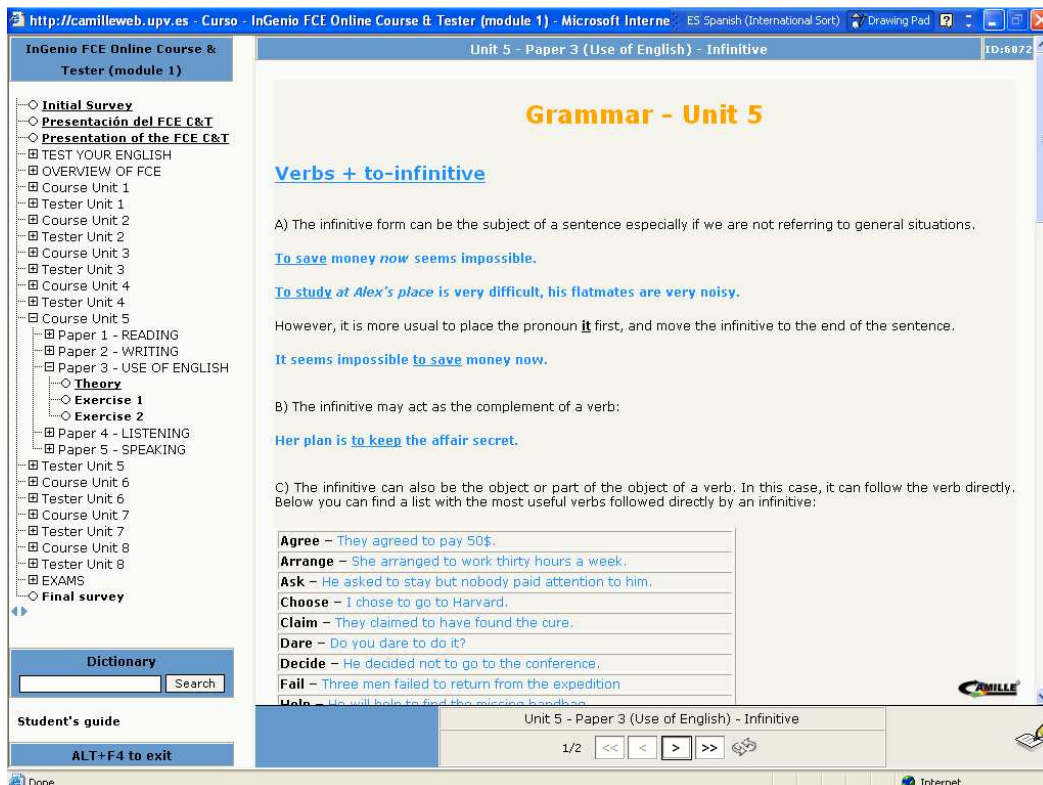 http://camilleweb.upv.es - Curso - InGenio FCE Online Course & Tester (module 1) - Microsoft Interne
ES Spanish (International Sort)
Drawing Pad
InGenio FCE Online Course &
Tester (module 1)
Unit 5 - Paper 3 (Use of English) - Infinitive
ID:6072
Initial Survey
Presentación del FCE C&T
Presentation of the FCE C&T
TEST YOUR ENGLISH
OVERVIEW OF FCE
Course Unit 1
Tester Unit 1
Course Unit 2
Tester Unit 2
Course Unit 3
Tester Unit 3
Course Unit 4
Tester Unit 4
Course Unit 5
Paper 1 - READING
Paper 2 - WRITING
Paper 3 - USE OF ENGLISH
Theory
Exercise 1
Exercise 2
Paper 4 - LISTENING
Paper 5 - SPEAKING
Tester Unit 5
Course Unit 6
Tester Unit 6
Course Unit 7
Tester Unit 7
Course Unit 8
Tester Unit 8
EXAMS
Final survey
Dictionary
Search
Student's guide
ALT+F4 to exit
Grammar - Unit 5
Verbs + to-infinitive
A) The infinitive form can be the subject of a sentence especially if we are not referring to general situations.
To save money now seems impossible.
To study at Alex's place is very difficult, his flatmates are very noisy.
However, it is more usual to place the pronoun it first, and move the infinitive to the end of the sentence.
It seems impossible to save money now.
B) The infinitive may act as the complement of a verb:
Her plan is to keep the affair secret.
C) The infinitive can also be the object or part of the object of a verb. In this case, it can follow the verb directly.
Below you can find a list with the most useful verbs followed directly by an infinitive:
Agree – They agreed to pay 50$.
Arrange – She arranged to work thirty hours a week.
Ask – He asked to stay but nobody paid attention to him.
Choose – I chose to go to Harvard.
Claim – They claimed to have found the cure.
Dare – Do you dare to do it?
Decide – He decided not to go to the conference.
Fail – Three men failed to return from the expedition
Help – He will help to find the missing handbag
CAMILLE
Unit 5 - Paper 3 (Use of English) - Infinitive
1/2 << < > >>
Done
Internet